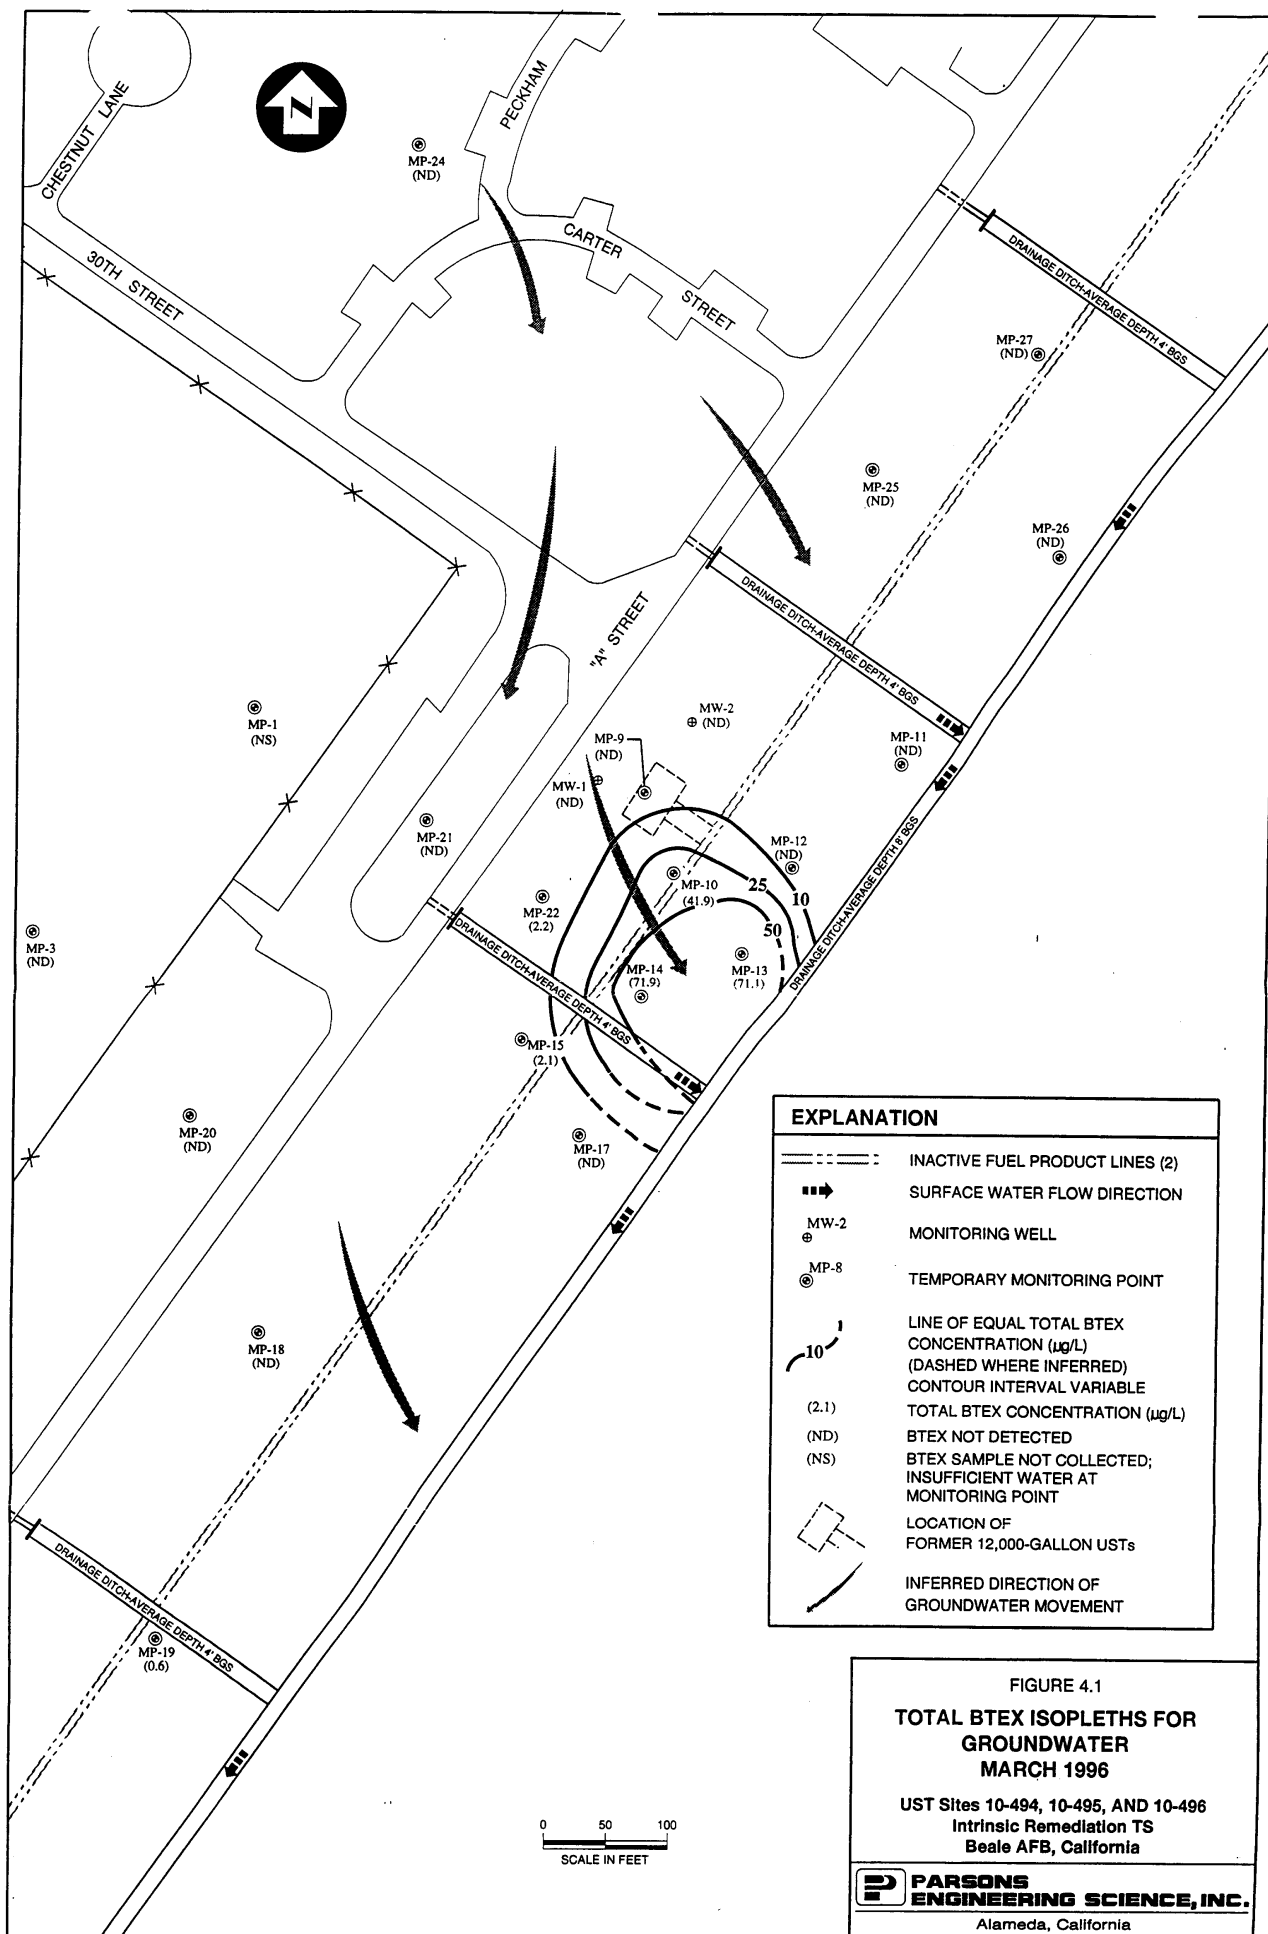 CHESTNUT LANE
N
MP-24
(ND)
PECKHAM
CARTER
STREET
30TH STREET
DRAINAGE DITCH-AVERAGE DEPTH 4' BGS
MP-27
(ND)
MP-25
(ND)
MP-26
(ND)
"A" STREET
DRAINAGE DITCH-AVERAGE DEPTH 4' BGS
MP-1
(NS)
MW-2
(ND)
MP-9
(ND)
MP-11
(ND)
MW-1
(ND)
MP-21
(ND)
MP-12
(ND)
DRAINAGE DITCH-AVERAGE DEPTH 8' BGS
MP-10
(41.9)
25
10
50
MP-22
(2.2)
MP-3
(ND)
DRAINAGE DITCH-AVERAGE DEPTH 4' BGS
MP-14
(71.9)
MP-13
(71.1)
MP-15
(2.1)
MP-20
(ND)
MP-17
(ND)
MP-18
(ND)
DRAINAGE DITCH-AVERAGE DEPTH 4' BGS
MP-19
(0.6)
EXPLANATION
INACTIVE FUEL PRODUCT LINES (2)
SURFACE WATER FLOW DIRECTION
MW-2
MONITORING WELL
MP-8
TEMPORARY MONITORING POINT
LINE OF EQUAL TOTAL BTEX
10 CONCENTRATION (µg/L)
(DASHED WHERE INFERRED)
CONTOUR INTERVAL VARIABLE
(2.1) TOTAL BTEX CONCENTRATION (µg/L)
(ND) BTEX NOT DETECTED
(NS) BTEX SAMPLE NOT COLLECTED;
INSUFFICIENT WATER AT
MONITORING POINT
LOCATION OF
FORMER 12,000-GALLON USTs
INFERRED DIRECTION OF
GROUNDWATER MOVEMENT
0 50 100
SCALE IN FEET
FIGURE 4.1
TOTAL BTEX ISOPLETHS FOR
GROUNDWATER
MARCH 1996
UST Sites 10-494, 10-495, AND 10-496
Intrinsic Remediation TS
Beale AFB, California
PARSONS
ENGINEERING SCIENCE, INC.
Alameda, California